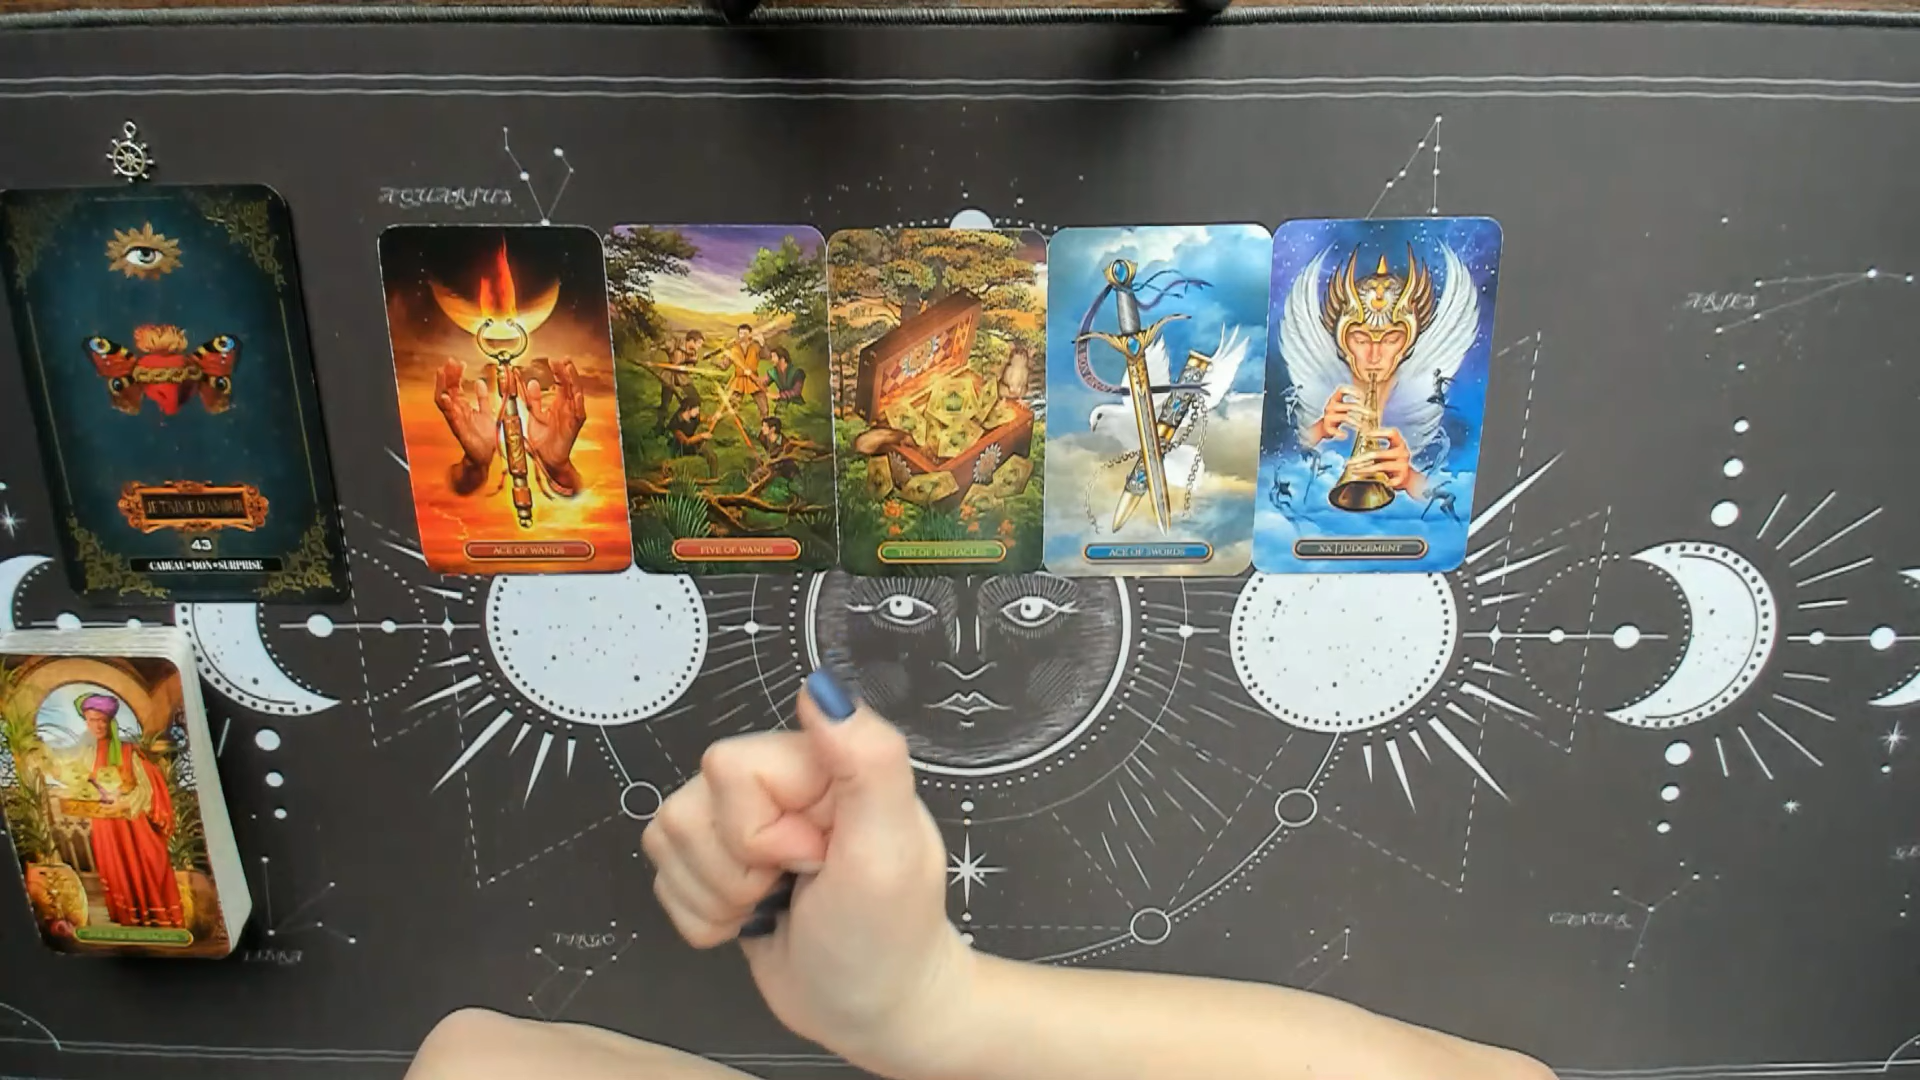 AQUARIUS
ARIES
JE T'AIME D'AMOUR
43
CADEAU•DON•SURPRISE
ACE OF WANDS
FIVE OF WANDS
TEN OF PENTACLES
ACE OF SWORDS
XX | JUDGEMENT
LIBRA
VIRGO
CANCER